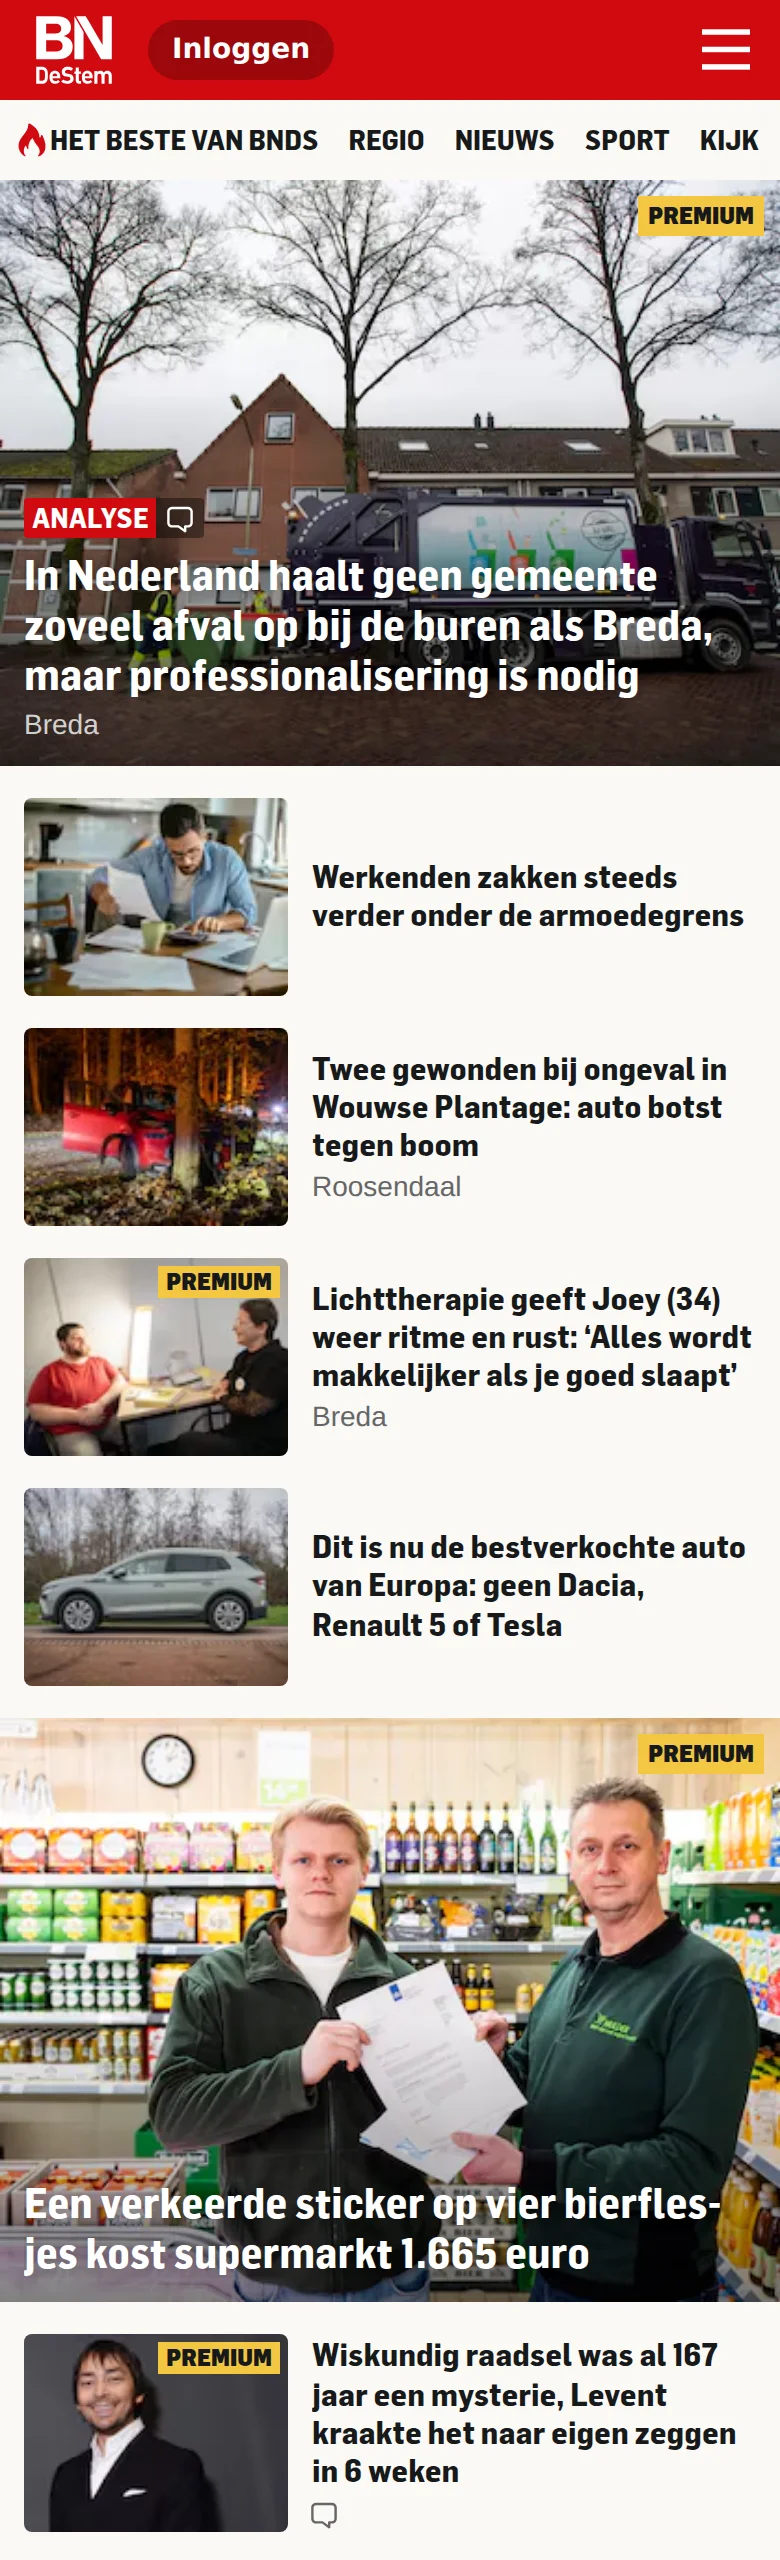 BN
DeStem
Inloggen
HET BESTE VAN BNDS REGIO NIEUWS SPORT KIJK
PREMIUM
ANALYSE
In Nederland haalt geen gemeente
zoveel afval op bij de buren als Breda,
maar professionalisering is nodig
Breda
Werkenden zakken steeds
verder onder de armoedegrens
Twee gewonden bij ongeval in
Wouwse Plantage: auto botst
tegen boom
Roosendaal
PREMIUM
Lichttherapie geeft Joey (34)
weer ritme en rust: ‘Alles wordt
makkelijker als je goed slaapt’
Breda
Dit is nu de bestverkochte auto
van Europa: geen Dacia,
Renault 5 of Tesla
PREMIUM
Een verkeerde sticker op vier bierfles-
jes kost supermarkt 1.665 euro
PREMIUM
Wiskundig raadsel was al 167
jaar een mysterie, Levent
kraakte het naar eigen zeggen
in 6 weken